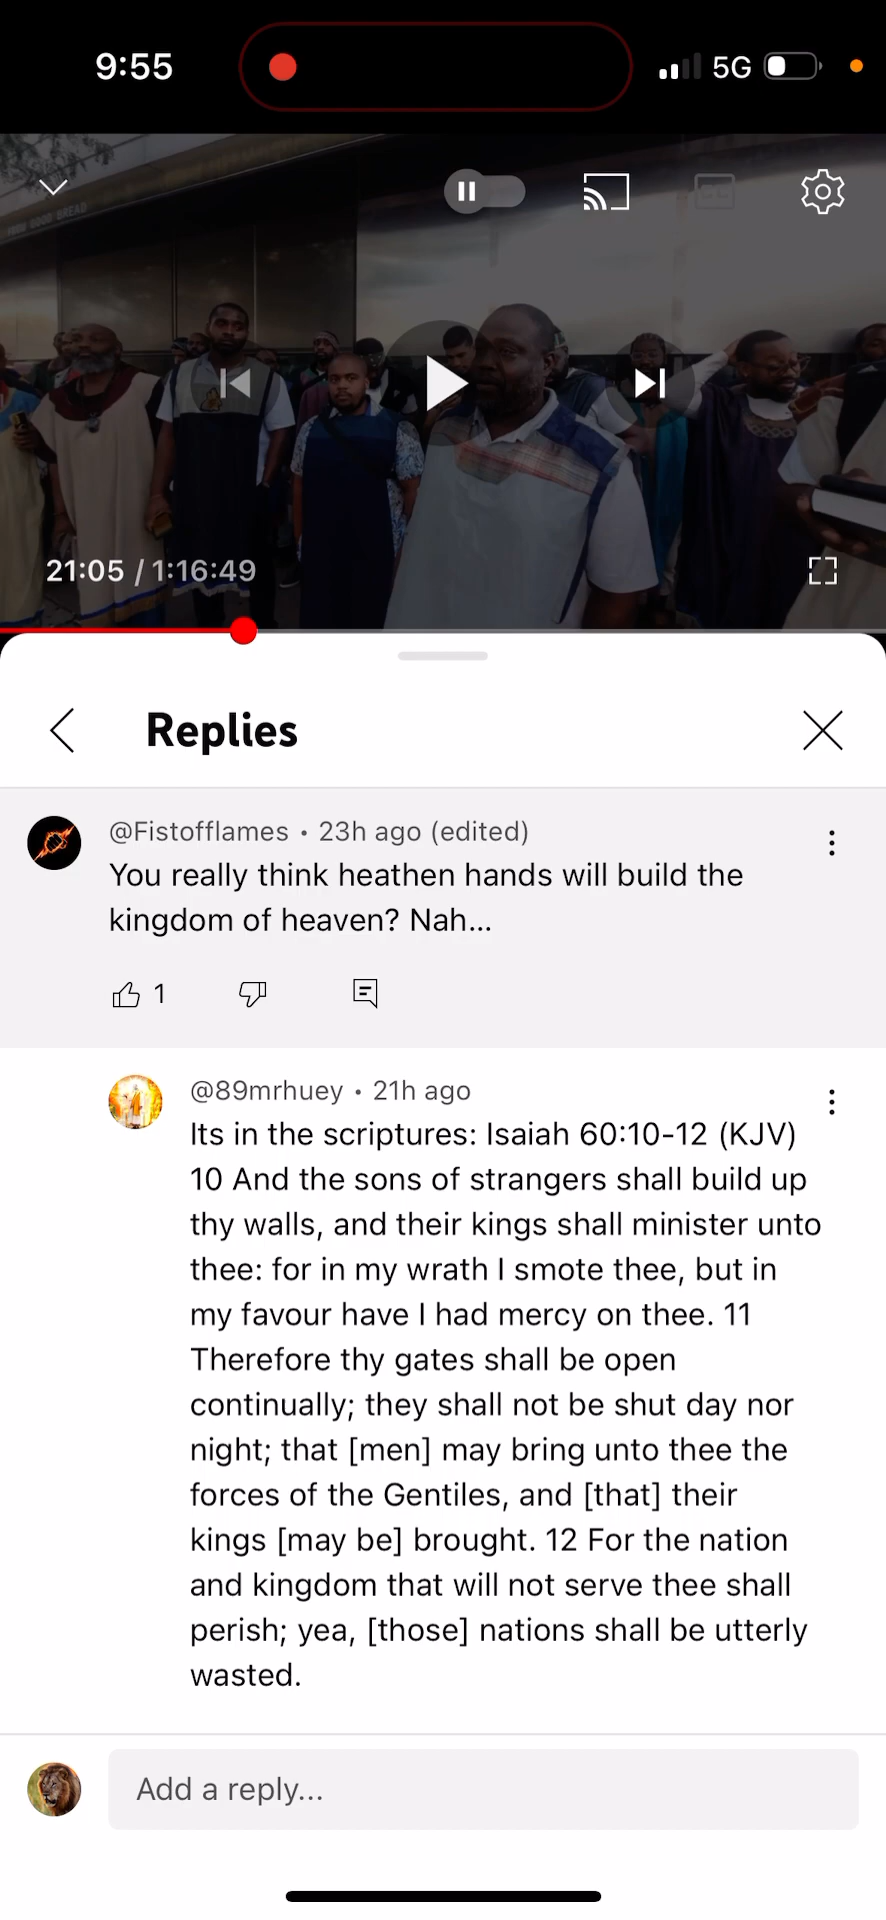 9:55
5G
YOUR GOOD BREAD
CC
21:05 / 1:16:49
Replies
@Fistofflames • 23h ago (edited)
You really think heathen hands will build the
kingdom of heaven? Nah...
1
@89mrhuey • 21h ago
Its in the scriptures: Isaiah 60:10-12 (KJV)
10 And the sons of strangers shall build up
thy walls, and their kings shall minister unto
thee: for in my wrath I smote thee, but in
my favour have I had mercy on thee. 11
Therefore thy gates shall be open
continually; they shall not be shut day nor
night; that [men] may bring unto thee the
forces of the Gentiles, and [that] their
kings [may be] brought. 12 For the nation
and kingdom that will not serve thee shall
perish; yea, [those] nations shall be utterly
wasted.
Add a reply...